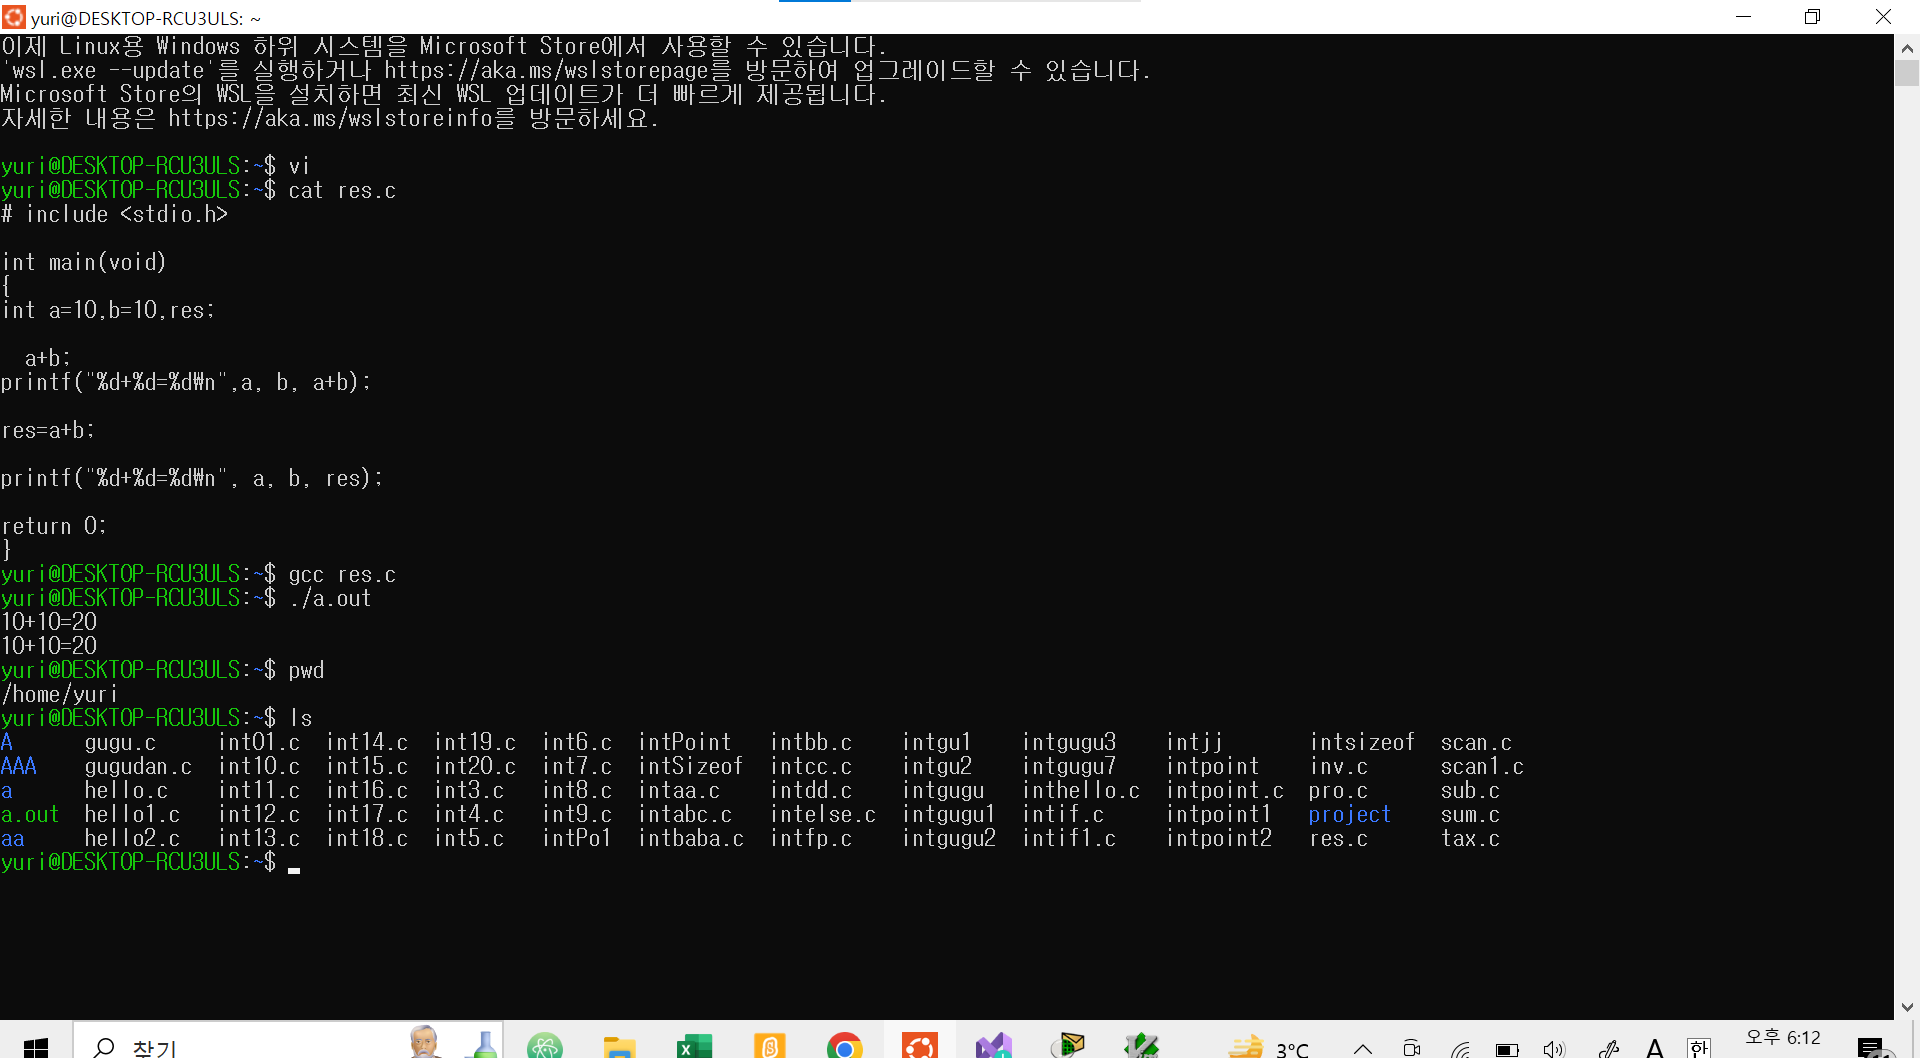 yuri@DESKTOP-RCU3ULS: ~
이제 Linux용 Windows 하위 시스템을 Microsoft Store에서 사용할 수 있습니다.
'wsl.exe --update'를 실행하거나 https://aka.ms/wslstorepage를 방문하여 업그레이드할 수 있습니다.
Microsoft Store의 WSL을 설치하면 최신 WSL 업데이트가 더 빠르게 제공됩니다.
자세한 내용은 https://aka.ms/wslstoreinfo를 방문하세요.
yuri@DESKTOP-RCU3ULS:~$ vi
yuri@DESKTOP-RCU3ULS:~$ cat res.c
# include <stdio.h>
int main(void)
{
int a=10,b=10,res;
a+b;
printf("%d+%d=%d₩n",a, b, a+b);
res=a+b;
printf("%d+%d=%d₩n", a, b, res);
return 0;
}
yuri@DESKTOP-RCU3ULS:~$ gcc res.c
yuri@DESKTOP-RCU3ULS:~$ ./a.out
10+10=20
10+10=20
yuri@DESKTOP-RCU3ULS:~$ pwd
/home/yuri
yuri@DESKTOP-RCU3ULS:~$ ls
A gugu.c int01.c int14.c int19.c int6.c intPoint intbb.c intgu1 intgugu3 intjj intsizeof scan.c
AAA gugudan.c int10.c int15.c int20.c int7.c intSizeof intcc.c intgu2 intgugu7 intpoint inv.c scan1.c
a hello.c int11.c int16.c int3.c int8.c intaa.c intdd.c intgugu inthello.c intpoint.c pro.c sub.c
a.out hello1.c int12.c int17.c int4.c int9.c intabc.c intelse.c intgugu1 intif.c intpoint1 project sum.c
aa hello2.c int13.c int18.c int5.c intPo1 intbaba.c intfp.c intgugu2 intif1.c intpoint2 res.c tax.c
yuri@DESKTOP-RCU3ULS:~$
찾기 3°C A 한 오후 6:12